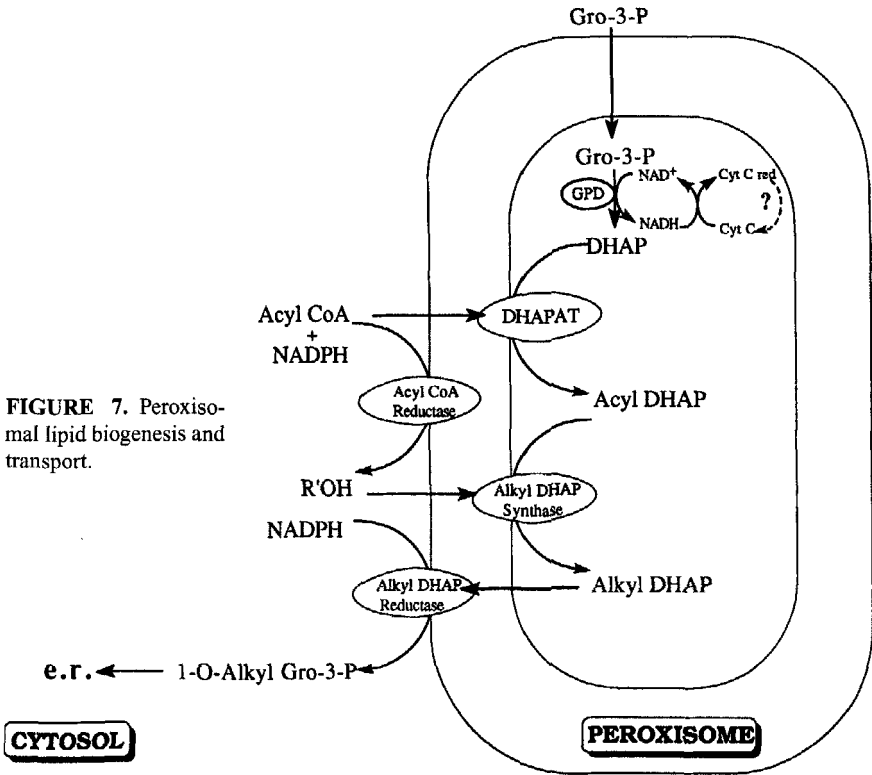 Gro-3-P
Gro-3-P
GPD
NAD+
NADH
Cyt C red
?
Cyt C
DHAP
Acyl CoA
+
NADPH
DHAPAT
Acyl CoA
Reductase
Acyl DHAP
FIGURE 7. Peroxiso-
mal lipid biogenesis and
transport.
R'OH
Alkyl DHAP
Synthase
NADPH
Alkyl DHAP
Reductase
Alkyl DHAP
e.r.
1-O-Alkyl Gro-3-P
CYTOSOL
PEROXISOME